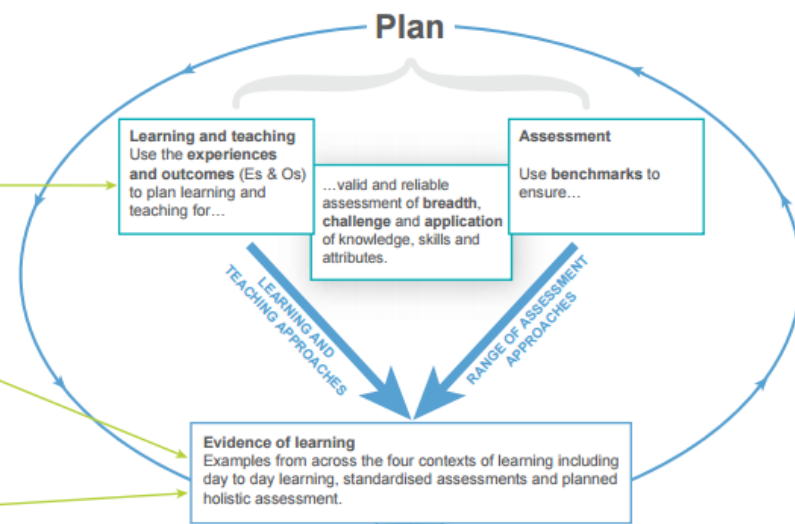 Plan
Learning and teaching
Use the experiences
and outcomes (Es & Os)
to plan learning and
teaching for…
…valid and reliable
assessment of breadth,
challenge and application
of knowledge, skills and
attributes.
Assessment
Use benchmarks to
ensure…
LEARNING AND
TEACHING APPROACHES
RANGE OF ASSESSMENT
APPROACHES
Evidence of learning
Examples from across the four contexts of learning including
day to day learning, standardised assessments and planned
holistic assessment.